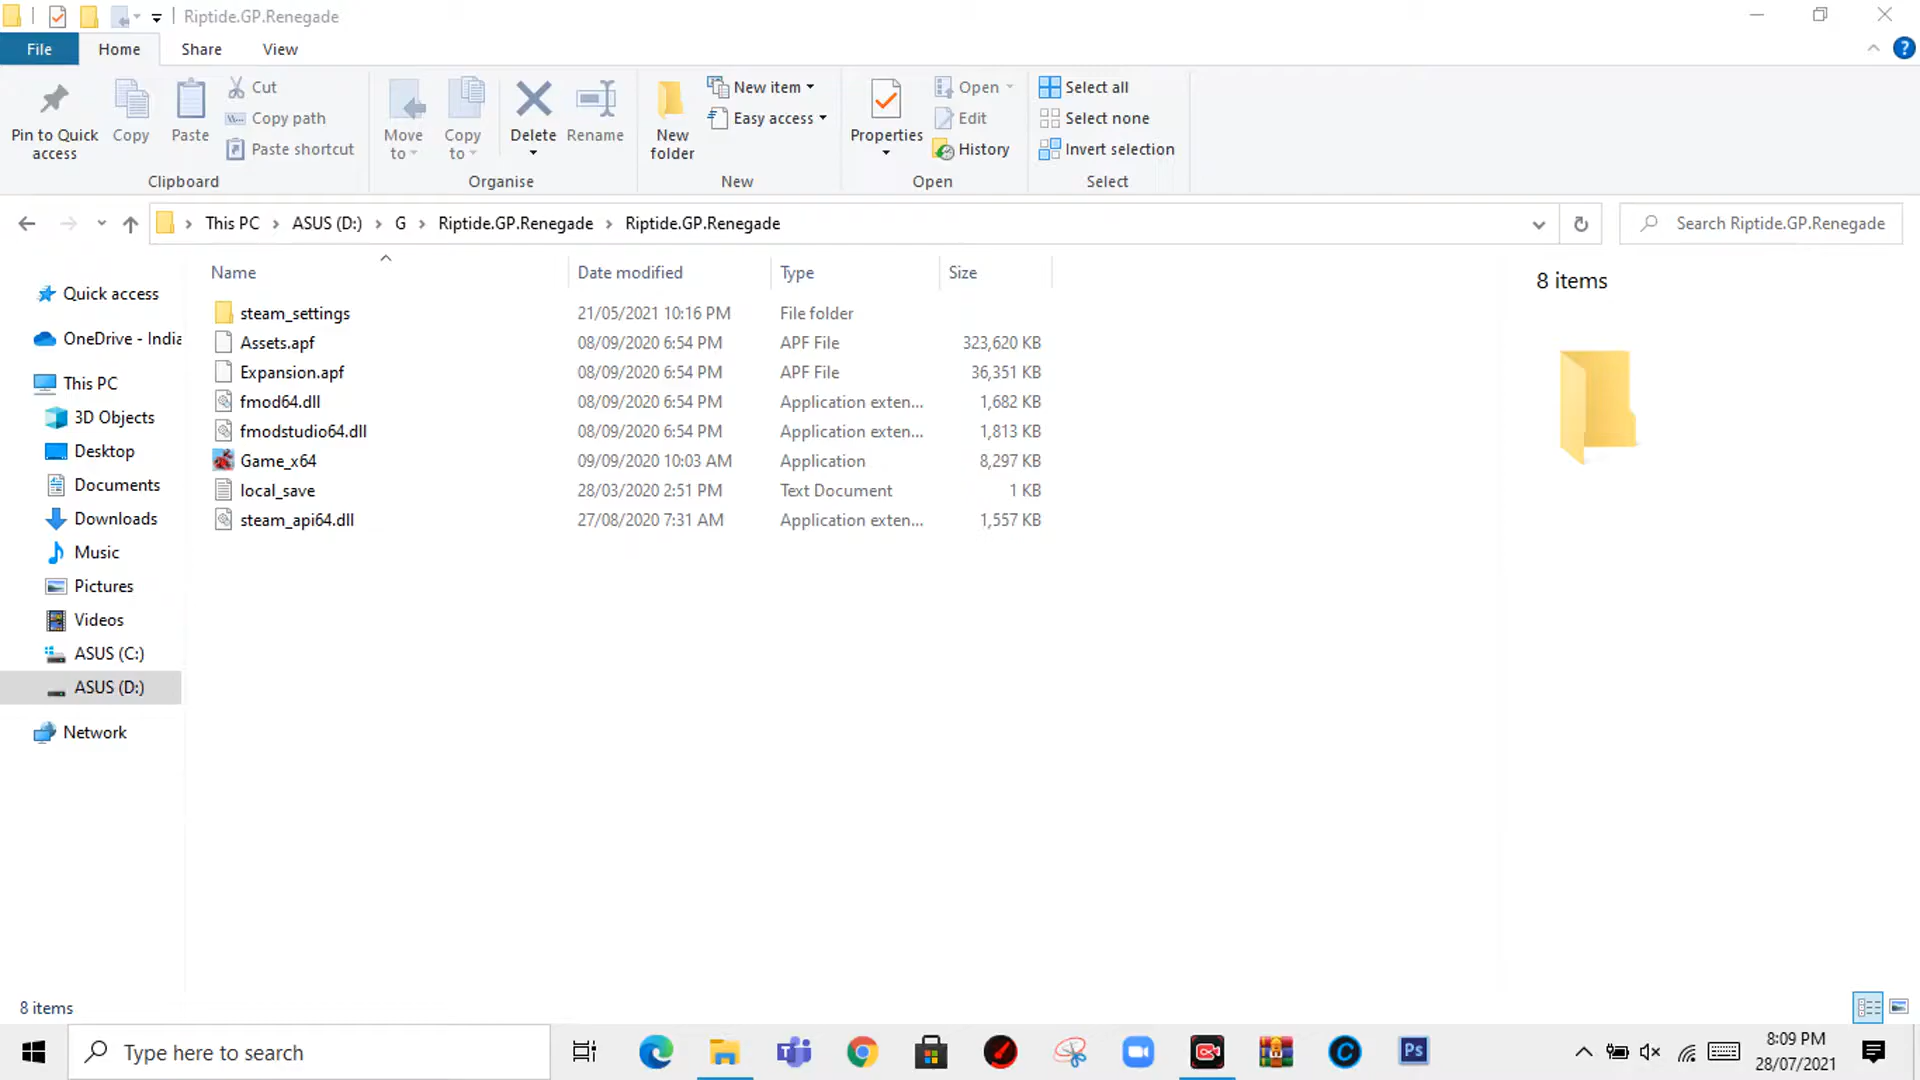 Riptide.GP.Renegade
File
Home
Share
View
Pin to Quick access
Copy
Paste
Cut
Copy path
Paste shortcut
Clipboard
Move to
Copy to
Delete
Rename
Organise
New folder
New item
Easy access
New
Properties
Open
Edit
History
Open
Select all
Select none
Invert selection
Select
This PC > ASUS (D:) > G > Riptide.GP.Renegade > Riptide.GP.Renegade
Search Riptide.GP.Renegade
Name Date modified Type Size
steam_settings 21/05/2021 10:16 PM File folder
Assets.apf 08/09/2020 6:54 PM APF File 323,620 KB
Expansion.apf 08/09/2020 6:54 PM APF File 36,351 KB
fmod64.dll 08/09/2020 6:54 PM Application exten... 1,682 KB
fmodstudio64.dll 08/09/2020 6:54 PM Application exten... 1,813 KB
Game_x64 09/09/2020 10:03 AM Application 8,297 KB
local_save 28/03/2020 2:51 PM Text Document 1 KB
steam_api64.dll 27/08/2020 7:31 AM Application exten... 1,557 KB
Quick access
OneDrive - India
This PC
3D Objects
Desktop
Documents
Downloads
Music
Pictures
Videos
ASUS (C:)
ASUS (D:)
Network
8 items
8 items
Type here to search
Ps
8:09 PM
28/07/2021